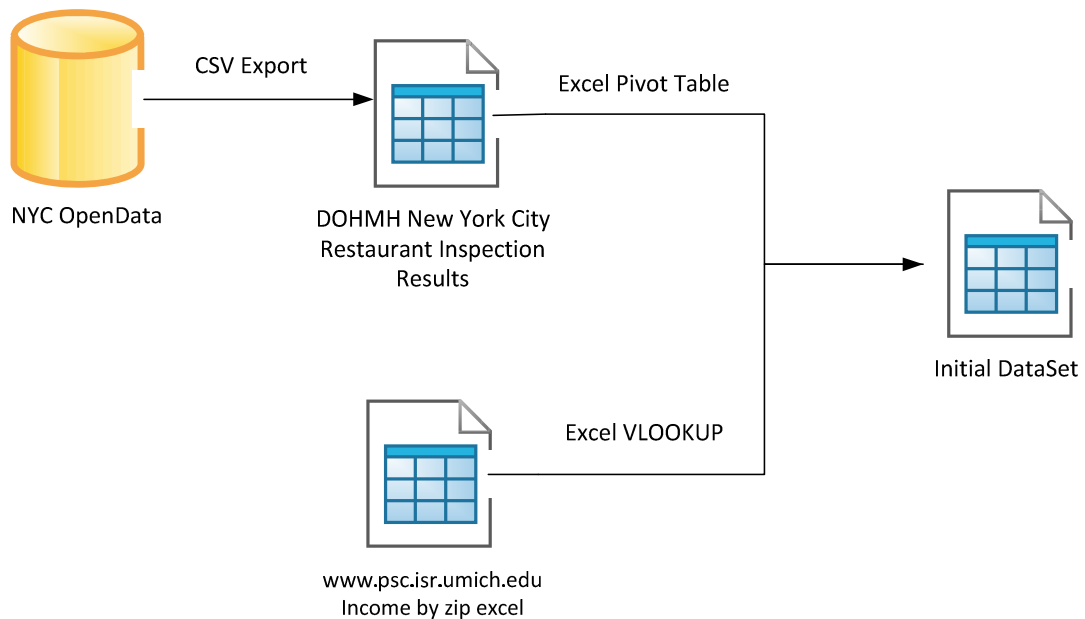 CSV Export
Excel Pivot Table
NYC OpenData
DOHMH New York City
Restaurant Inspection
Results
Initial DataSet
Excel VLOOKUP
www.psc.isr.umich.edu
Income by zip excel